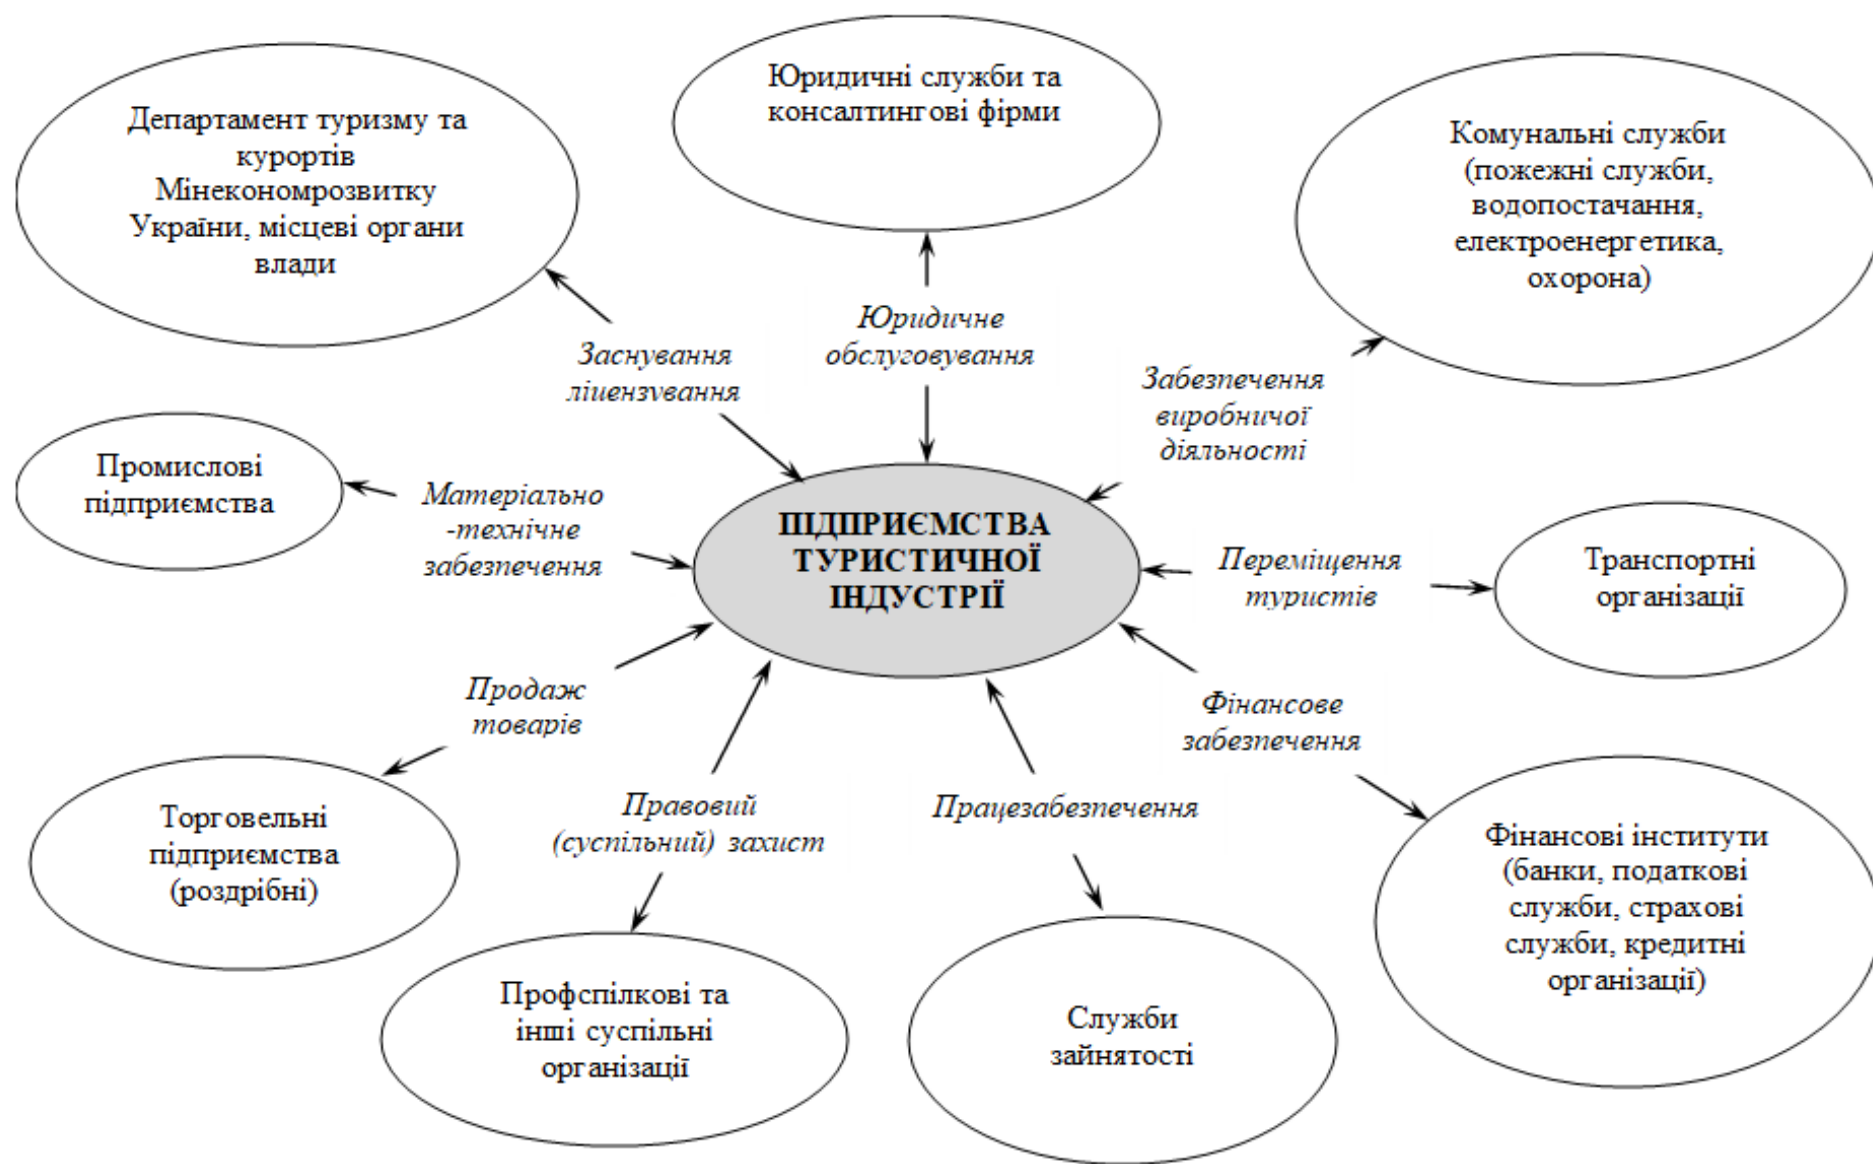 Департамент туризму та
курортів
Мінекономрозвитку
України, місцеві органи
влади
Юридичні служби та
консалтингові фірми
Комунальні служби
(пожежні служби,
водопостачання,
електроенергетика,
охорона)
Заснування
ліцензування
Юридичне
обслуговування
Забезпечення
виробничої
діяльності
Промислові
підприємства
Матеріально
-технічне
забезпечення
ПІДПРИЄМСТВА
ТУРИСТИЧНОЇ
ІНДУСТРІЇ
Переміщення
туристів
Транспортні
організації
Продаж
товарів
Фінансове
забезпечення
Правовий
(суспільний) захист
Працезабезпечення
Торговельні
підприємства
(роздрібні)
Фінансові інститути
(банки, податкові
служби, страхові
служби, кредитні
організації)
Профспілкові та
інші суспільні
організації
Служби
зайнятості